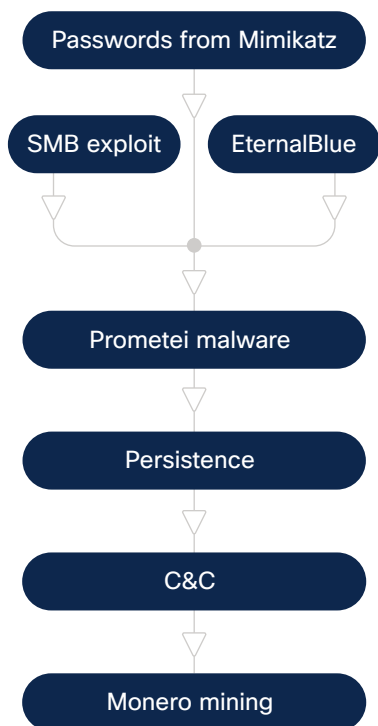 Passwords from Mimikatz
SMB exploit
EternalBlue
Prometei malware
Persistence
C&C
Monero mining